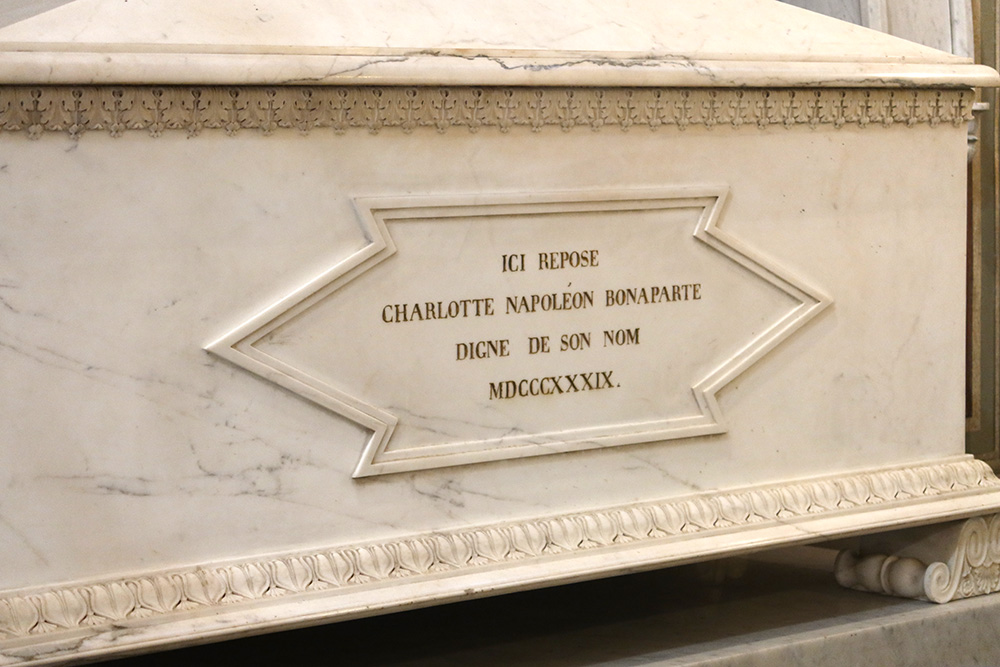 ICI REPOSE
CHARLOTTE NAPOLÉON BONAPARTE
DIGNE DE SON NOM
MDCCCXXXIX.